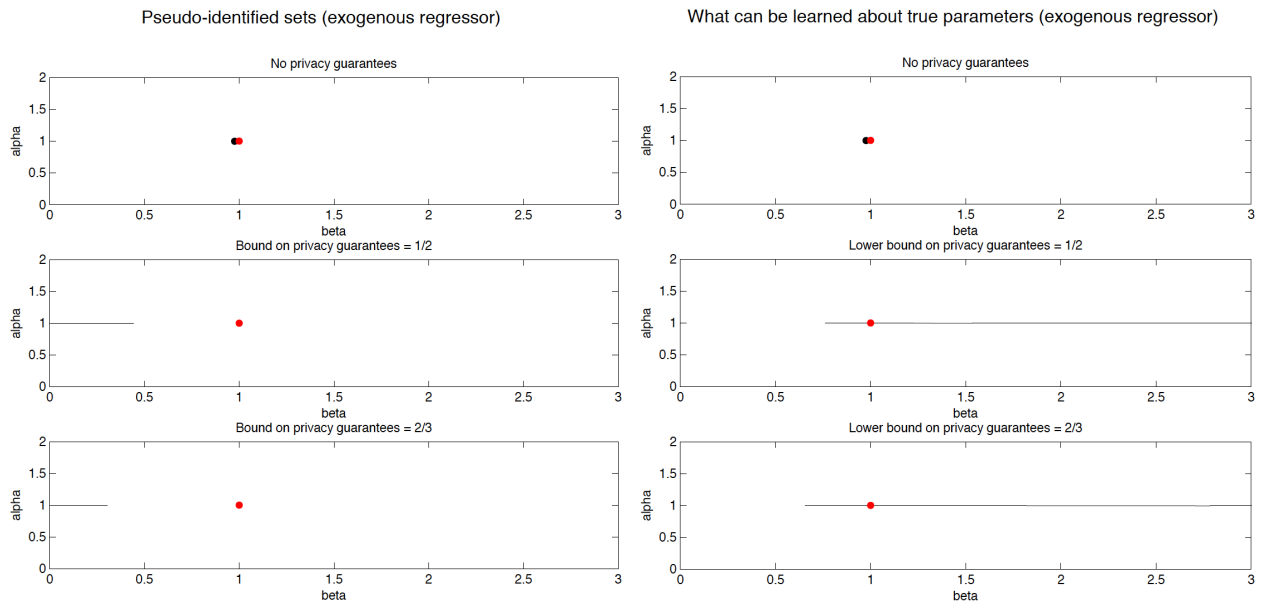 Pseudo-identified sets (exogenous regressor)
No privacy guarantees
2
1.5
1
0.5
0
alpha
0 0.5 1 1.5 2 2.5 3
beta
Bound on privacy guarantees = 1/2
2
1.5
1
0.5
0
alpha
0 0.5 1 1.5 2 2.5 3
beta
Bound on privacy guarantees = 2/3
2
1.5
1
0.5
0
alpha
0 0.5 1 1.5 2 2.5 3
beta
What can be learned about true parameters (exogenous regressor)
No privacy guarantees
2
1.5
1
0.5
0
alpha
0 0.5 1 1.5 2 2.5 3
beta
Lower bound on privacy guarantees = 1/2
2
1.5
1
0.5
0
alpha
0 0.5 1 1.5 2 2.5 3
beta
Lower bound on privacy guarantees = 2/3
2
1.5
1
0.5
0
alpha
0 0.5 1 1.5 2 2.5 3
beta